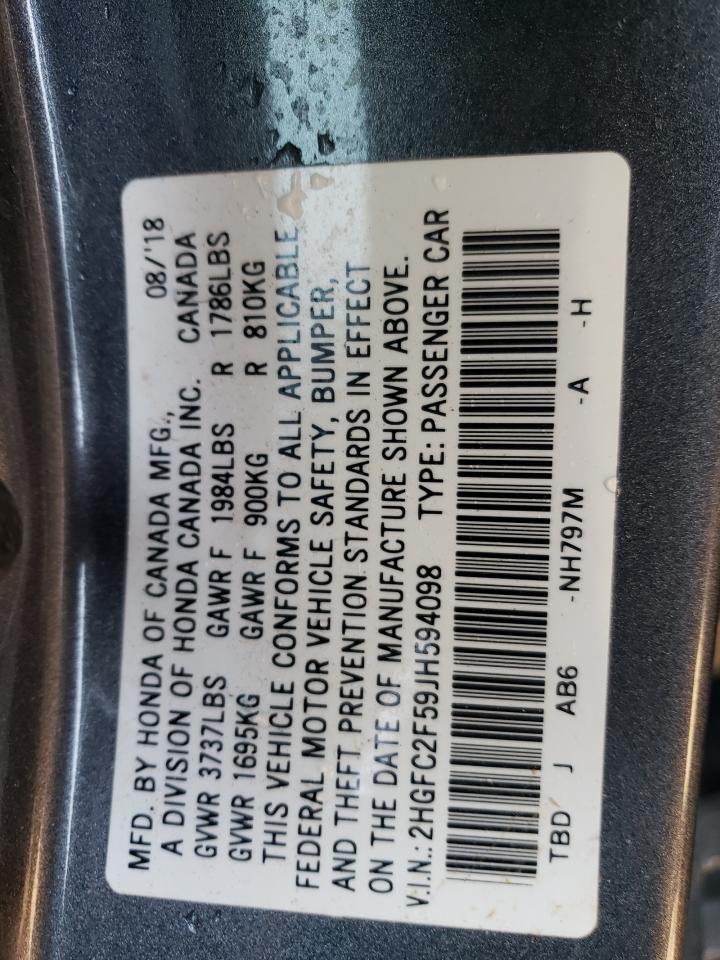 MFD. BY HONDA OF CANADA MFG., 08/'18
A DIVISION OF HONDA CANADA INC. CANADA
GVWR 3737LBS GAWR F 1984LBS R 1786LBS
GVWR 1695KG GAWR F 900KG R 810KG
THIS VEHICLE CONFORMS TO ALL APPLICABLE
FEDERAL MOTOR VEHICLE SAFETY, BUMPER,
AND THEFT PREVENTION STANDARDS IN EFFECT
ON THE DATE OF MANUFACTURE SHOWN ABOVE.
V.I.N.: 2HGFC2F59JH594098 TYPE: PASSENGER CAR
TBD J AB6 -NH797M -A -H